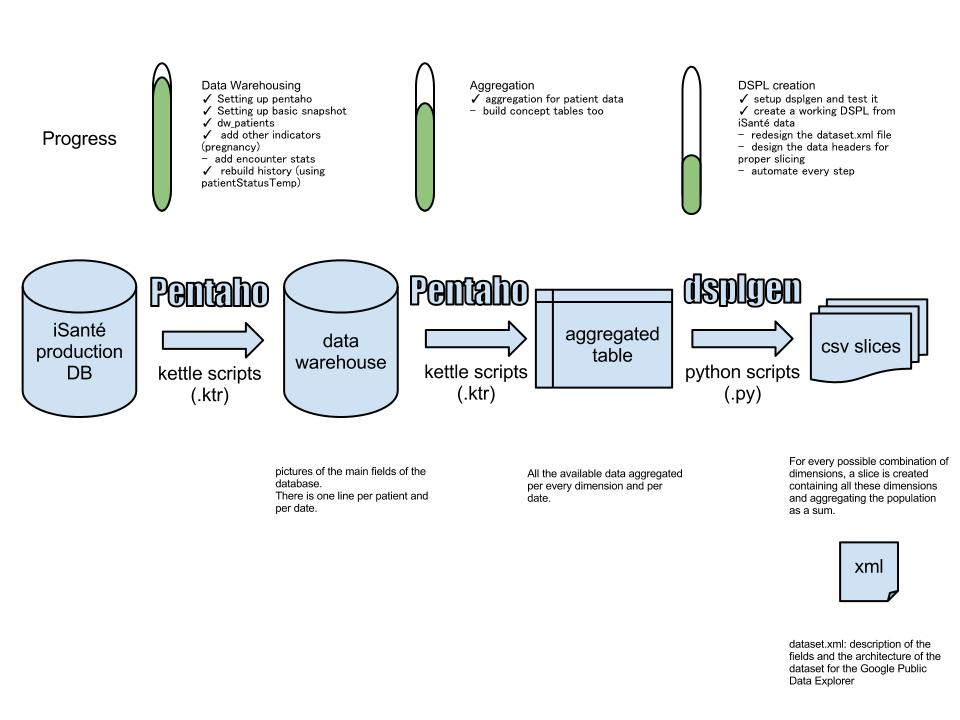 Progress
Data Warehousing
✓ Setting up pentaho
✓ Setting up basic snapshot
✓ dw_patients
✓ add other indicators
(pregnancy)
– add encounter stats
✓ rebuild history (using
patientStatusTemp)
Aggregation
✓ aggregation for patient data
– build concept tables too
DSPL creation
✓ setup dsplgen and test it
✓ create a working DSPL from
iSanté data
– redesign the dataset.xml file
– design the data headers for
proper slicing
– automate every step
iSanté
production
DB
Pentaho
kettle scripts
(.ktr)
data
warehouse
Pentaho
kettle scripts
(.ktr)
aggregated
table
dsplgen
python scripts
(.py)
csv slices
pictures of the main fields of the
database.
There is one line per patient and
per date.
All the available data aggregated
per every dimension and per
date.
For every possible combination of
dimensions, a slice is created
containing all these dimensions
and aggregating the population
as a sum.
xml
dataset.xml: description of the
fields and the architecture of the
dataset for the Google Public
Data Explorer